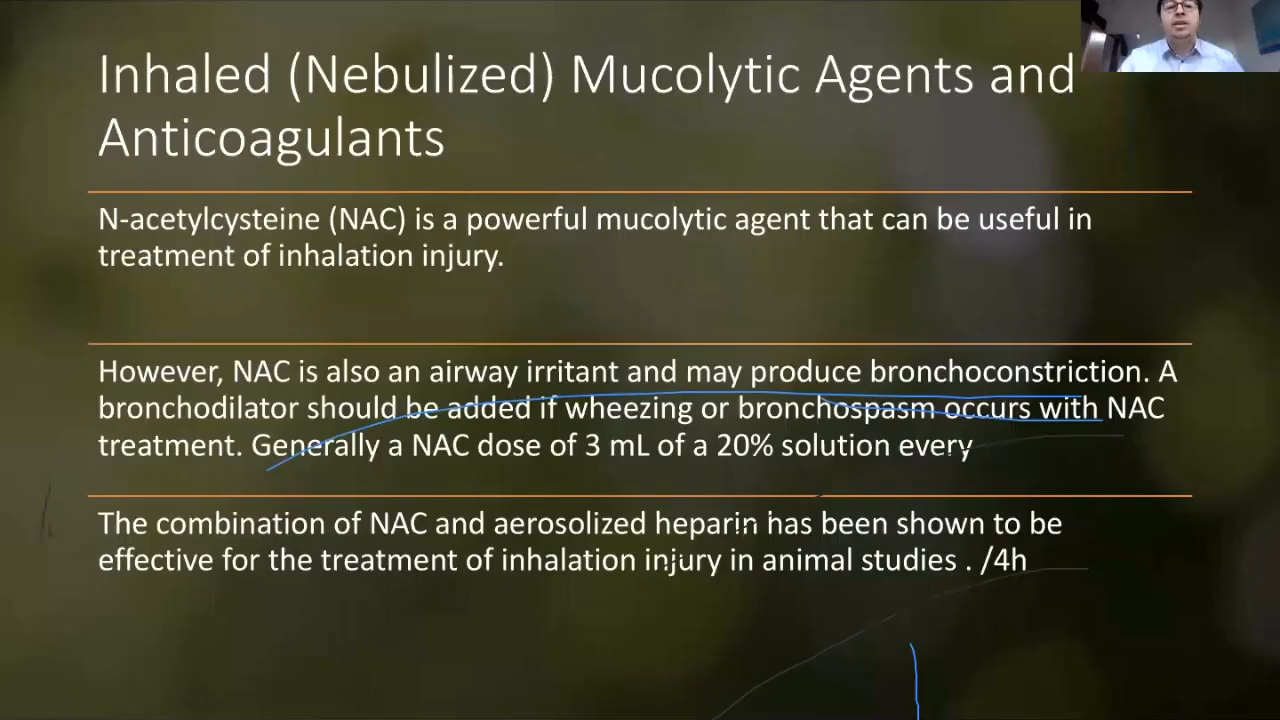 Inhaled (Nebulized) Mucolytic Agents and
Anticoagulants
N-acetylcysteine (NAC) is a powerful mucolytic agent that can be useful in
treatment of inhalation injury.
However, NAC is also an airway irritant and may produce bronchoconstriction. A
bronchodilator should be added if wheezing or bronchospasm occurs with NAC
treatment. Generally a NAC dose of 3 mL of a 20% solution every
The combination of NAC and aerosolized heparin has been shown to be
effective for the treatment of inhalation injury in animal studies . /4h